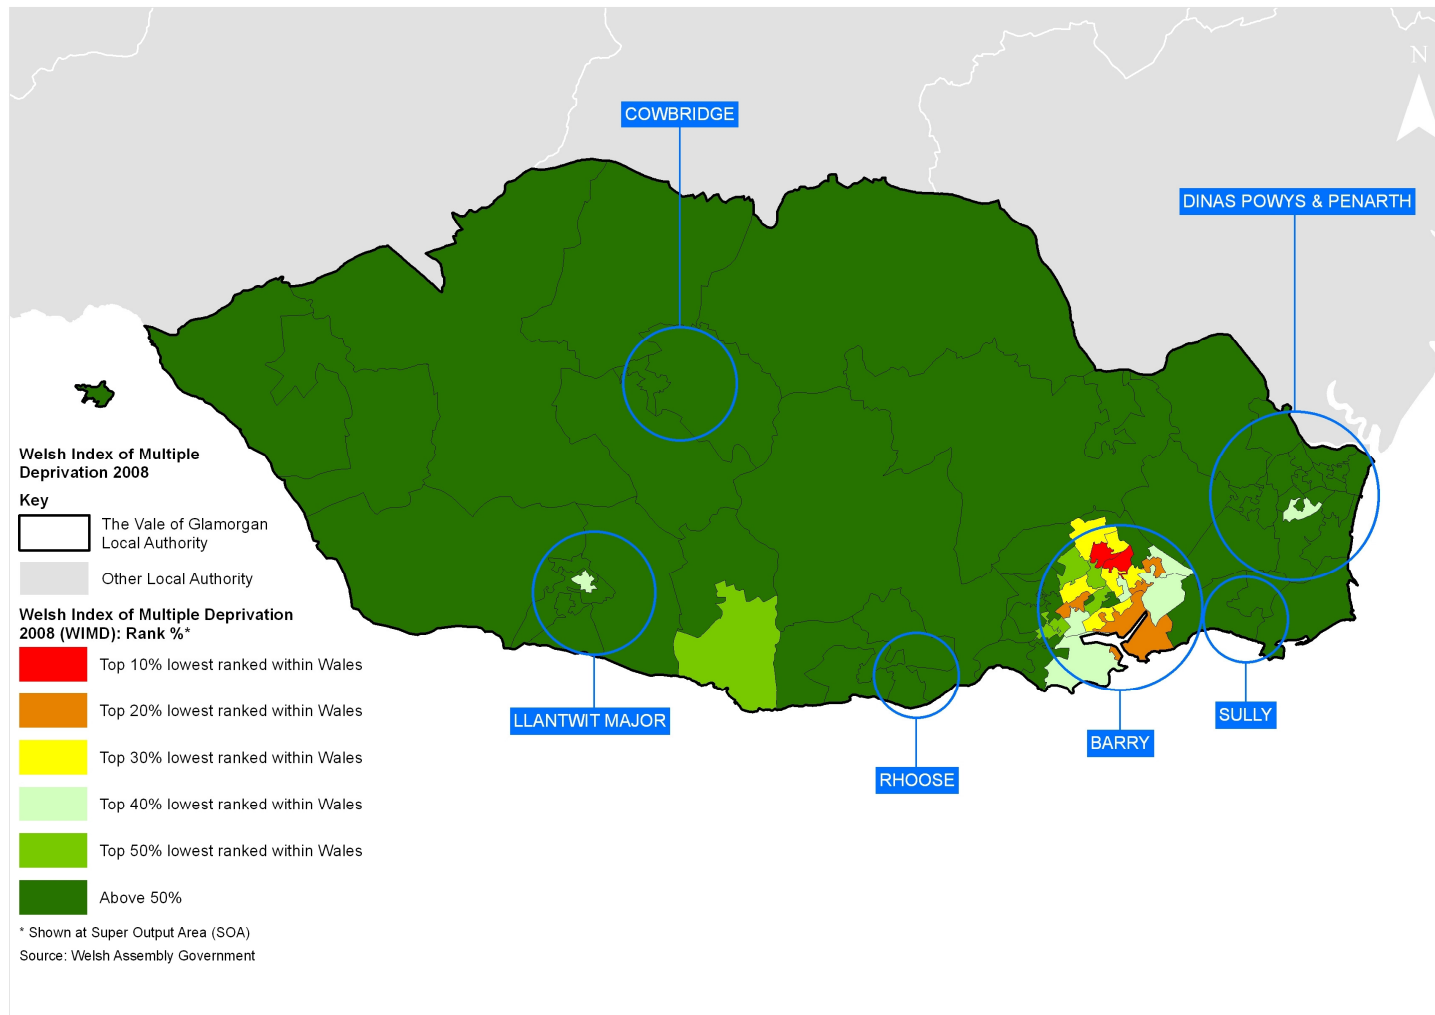 N
COWBRIDGE
DINAS POWYS & PENARTH
Welsh Index of Multiple
Deprivation 2008
Key
The Vale of Glamorgan
Local Authority
Other Local Authority
Welsh Index of Multiple Deprivation
2008 (WIMD): Rank %*
Top 10% lowest ranked within Wales
Top 20% lowest ranked within Wales
Top 30% lowest ranked within Wales
Top 40% lowest ranked within Wales
Top 50% lowest ranked within Wales
Above 50%
* Shown at Super Output Area (SOA)
Source: Welsh Assembly Government
LLANTWIT MAJOR
RHOOSE
BARRY
SULLY